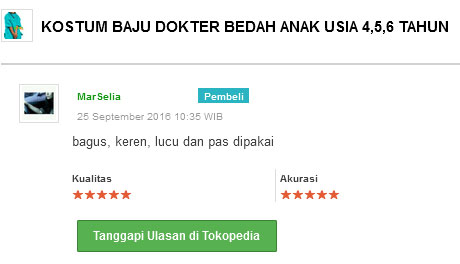 KOSTUM BAJU DOKTER BEDAH ANAK USIA 4,5,6 TAHUN
MarSelia Pembeli
25 September 2016 10:35 WIB
bagus, keren, lucu dan pas dipakai
Kualitas Akurasi
Tanggapi Ulasan di Tokopedia